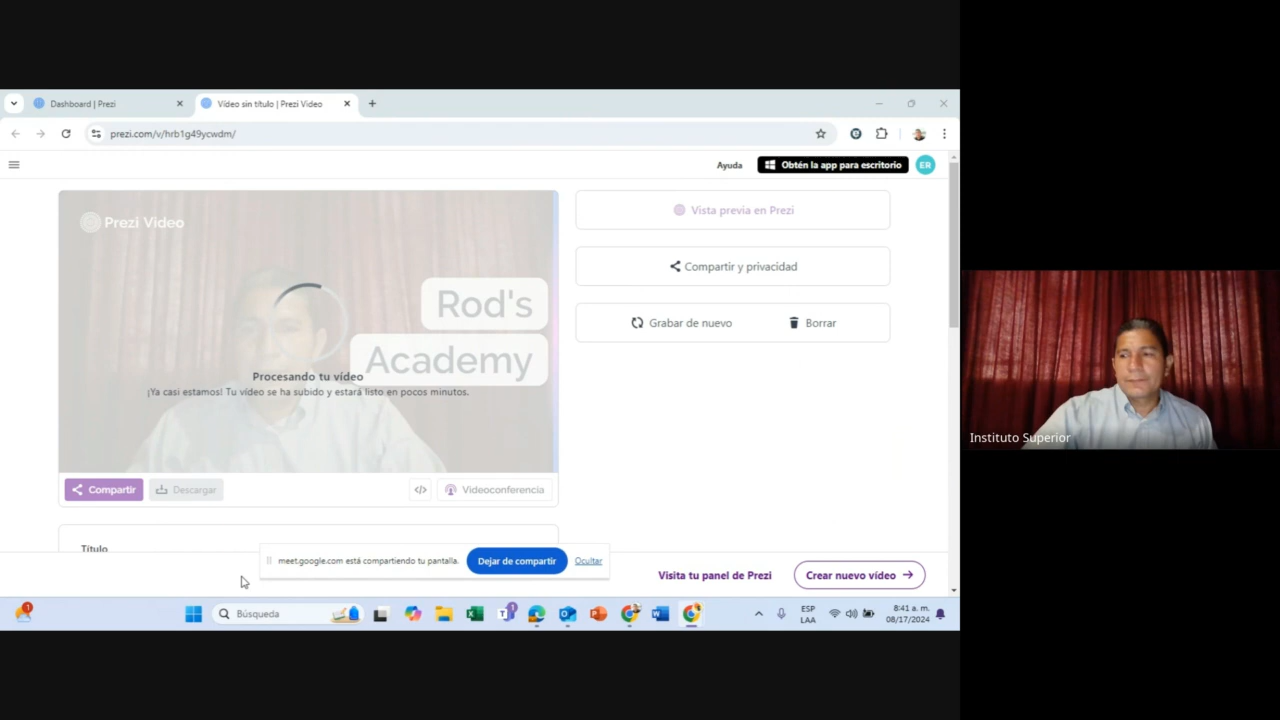 Dashboard | Prezi
Vídeo sin título | Prezi Video
prezi.com/v/hrb1g49ycwdm/
Ayuda
Obtén la app para escritorio
ER
Prezi Video
Rod's
Academy
Procesando tu vídeo
¡Ya casi estamos! Tu vídeo se ha subido y estará listo en pocos minutos.
Compartir
Descargar
Videoconferencia
Vista previa en Prezi
Compartir y privacidad
Grabar de nuevo
Borrar
Título
meet.google.com está compartiendo tu pantalla.
Dejar de compartir
Ocultar
Visita tu panel de Prezi
Crear nuevo vídeo
1
Búsqueda
1
ESP
LAA
8:41 a. m.
08/17/2024
Instituto Superior